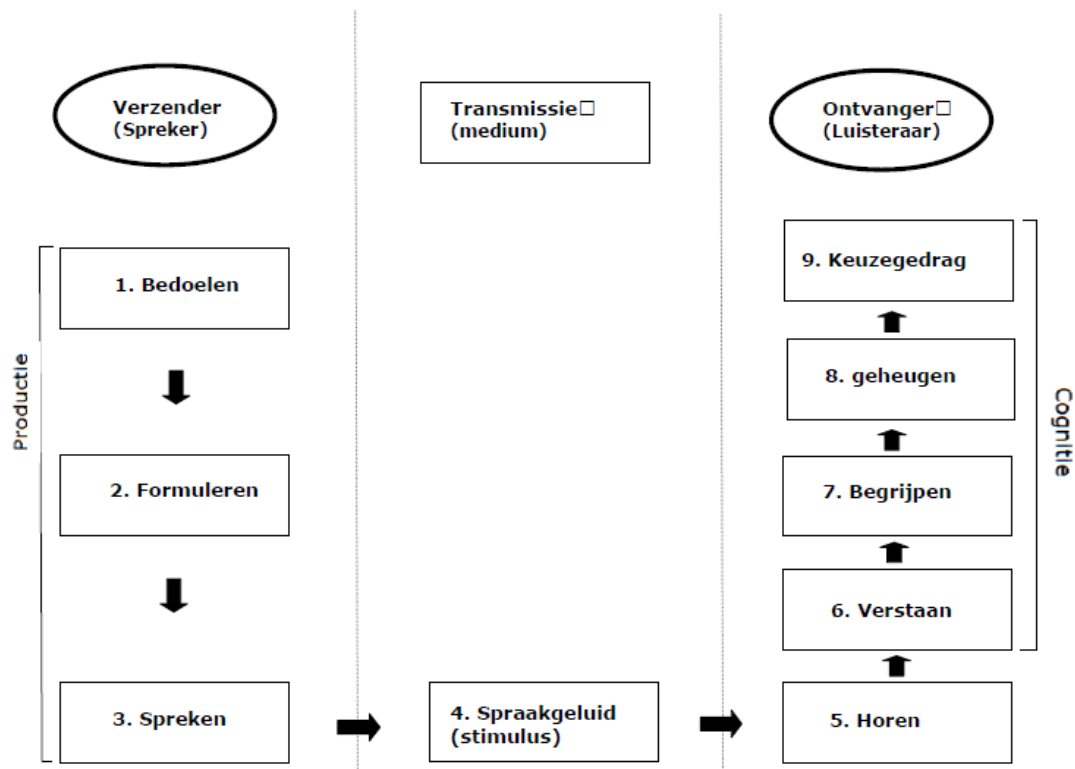 Verzender
(Spreker)
Transmissie□
(medium)
Ontvanger□
(Luisteraar)
Productie
1. Bedoelen
2. Formuleren
3. Spreken
4. Spraakgeluid
(stimulus)
9. Keuzegedrag
8. geheugen
7. Begrijpen
6. Verstaan
5. Horen
Cognitie